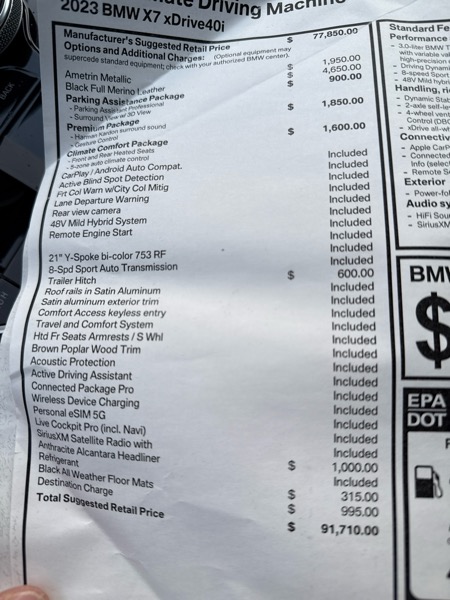 Driving Machine
2023 BMW X7 xDrive40i
Manufacturer's Suggested Retail Price $ 77,850.00
Options and Additional Charges: (Optional equipment may
supercede standard equipment; check with your authorized BMW center).
Ametrin Metallic $ 1,950.00
Black Full Merino Leather $ 4,650.00
Parking Assistance Package $ 900.00
- Parking Assistant Professional
- Surround View w/ 3D View
Premium Package $ 1,850.00
- Harman Kardon surround sound
- Gesture Control
Climate Comfort Package $ 1,600.00
- Front and Rear Heated Seats
- 5-zone auto climate control
CarPlay / Android Auto Compat. Included
Active Blind Spot Detection Included
Frt Col Warn w/City Col Mitig Included
Lane Departure Warning Included
Rear view camera Included
48V Mild Hybrid System Included
Remote Engine Start Included
Included
21" Y-Spoke bi-color 753 RF Included
8-Spd Sport Auto Transmission Included
Trailer Hitch $ 600.00
Roof rails in Satin Aluminum Included
Satin aluminum exterior trim Included
Comfort Access keyless entry Included
Travel and Comfort System Included
Htd Fr Seats Armrests / S Whl Included
Brown Poplar Wood Trim Included
Acoustic Protection Included
Active Driving Assistant Included
Connected Package Pro Included
Wireless Device Charging Included
Personal eSIM 5G Included
Live Cockpit Pro (incl. Navi) Included
SiriusXM Satellite Radio with Included
Anthracite Alcantara Headliner $ 1,000.00
Refrigerant Included
Black All Weather Floor Mats $ 315.00
Destination Charge $ 995.00
Total Suggested Retail Price $ 91,710.00
Standard Fe
Performance
- 3.0-liter BMW T
with variable val
high-precision
- Driving Dynami
- 8-speed Sport
- 48V Mild hybri
Handling, ri
- Dynamic Stabi
- 2-axle self-le
- 4-wheel vent
Control (DBC
- xDrive all-w
Connectiv
- Apple CarP
- Connected
Info (selec
- Remote S
Exterior
- Power-fol
Audio sy
- HiFi Sou
- SiriusXM
BMW
$
EPA
DOT